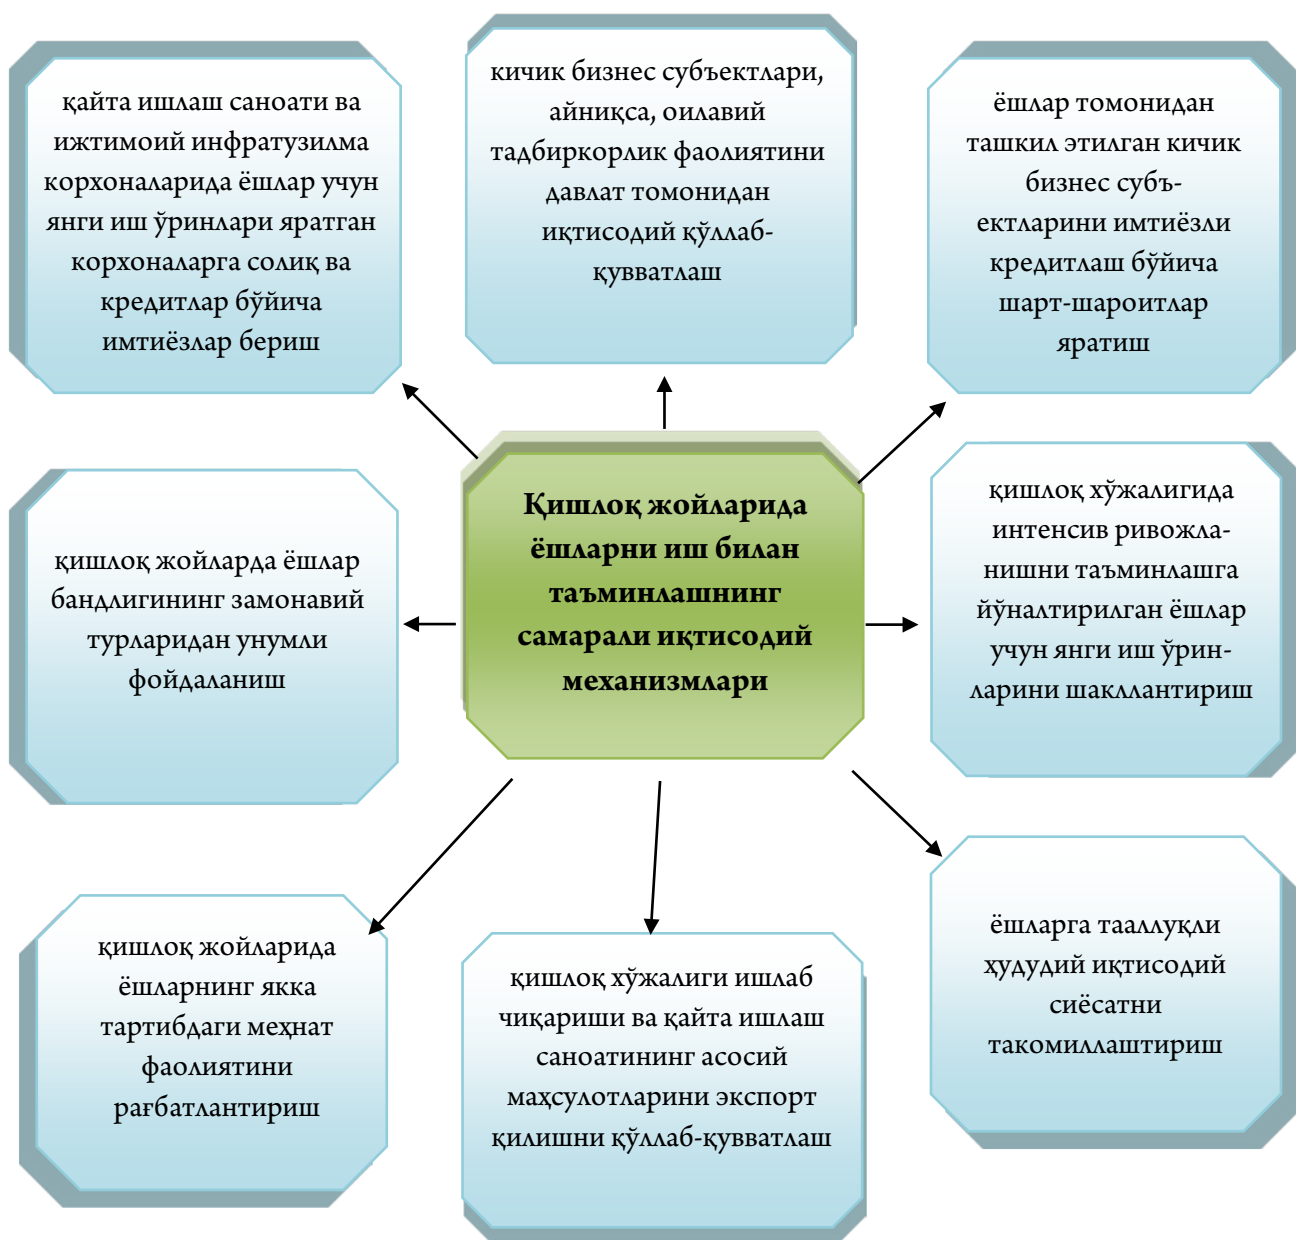 қайта ишлаш саноати ва
ижтимоий инфратузилма
корхоналарида ёшлар учун
янги иш ўринлари яратган
корхоналарга солиқ ва
кредитлар бўйича
имтиёзлар бериш
кичик бизнес субъектлари,
айниқса, оилавий
тадбиркорлик фаолиятини
давлат томонидан
иқтисодий қўллаб-
қувватлаш
ёшлар томонидан
ташкил этилган кичик
бизнес субъ-
ектларини имтиёзли
кредитлаш бўйича
шарт-шароитлар
яратиш
қишлоқ жойларда ёшлар
бандлигининг замонавий
турларидан унумли
фойдаланиш
Қишлоқ жойларида
ёшларни иш билан
таъминлашнинг
самарали иқтисодий
механизмлари
қишлоқ хўжалигида
интенсив ривожла-
нишни таъминлашга
йўналтирилган ёшлар
учун янги иш ўрин-
ларини шакллантириш
қишлоқ жойларида
ёшларнинг якка
тартибдаги меҳнат
фаолиятини
рағбатлантириш
қишлоқ хўжалиги ишлаб
чиқариши ва қайта ишлаш
саноатининг асосий
маҳсулотларини экспорт
қилишни қўллаб-қувватлаш
ёшларга тааллуқли
ҳудудий иқтисодий
сиёсатни
такомиллаштириш